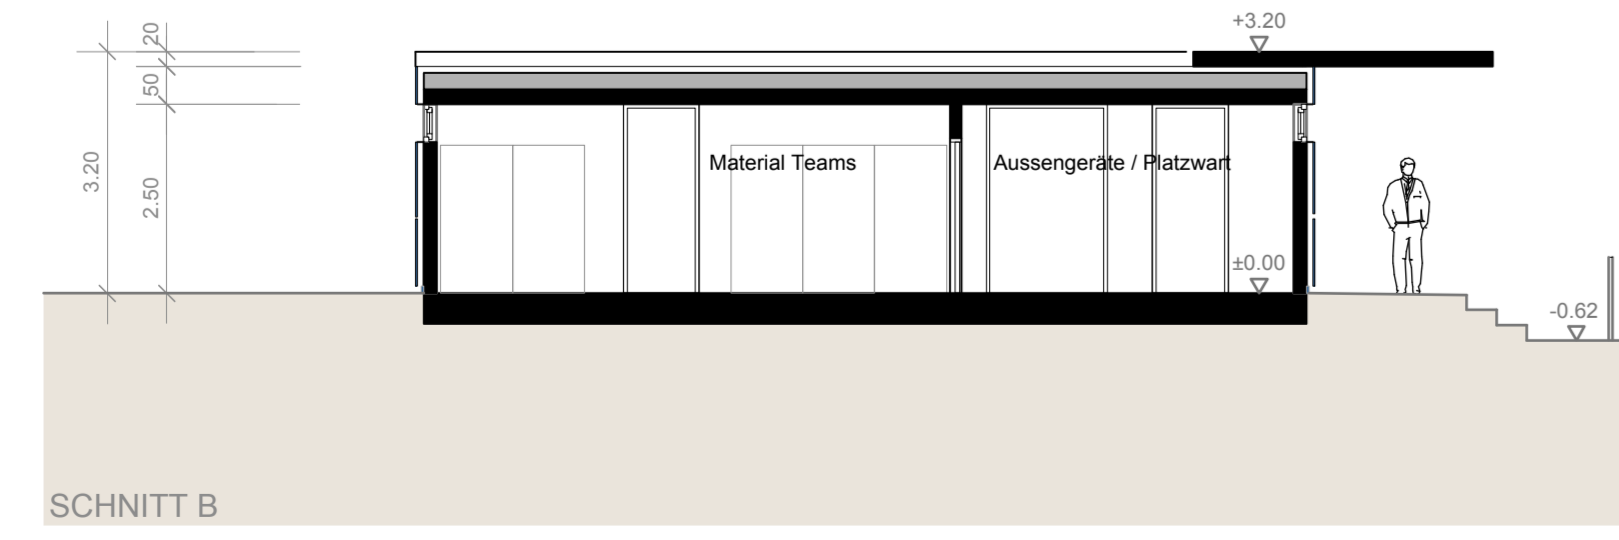 +3.20
20
50
3.20
2.50
Material Teams
Aussengeräte / Platzwart
±0.00
-0.62
SCHNITT B